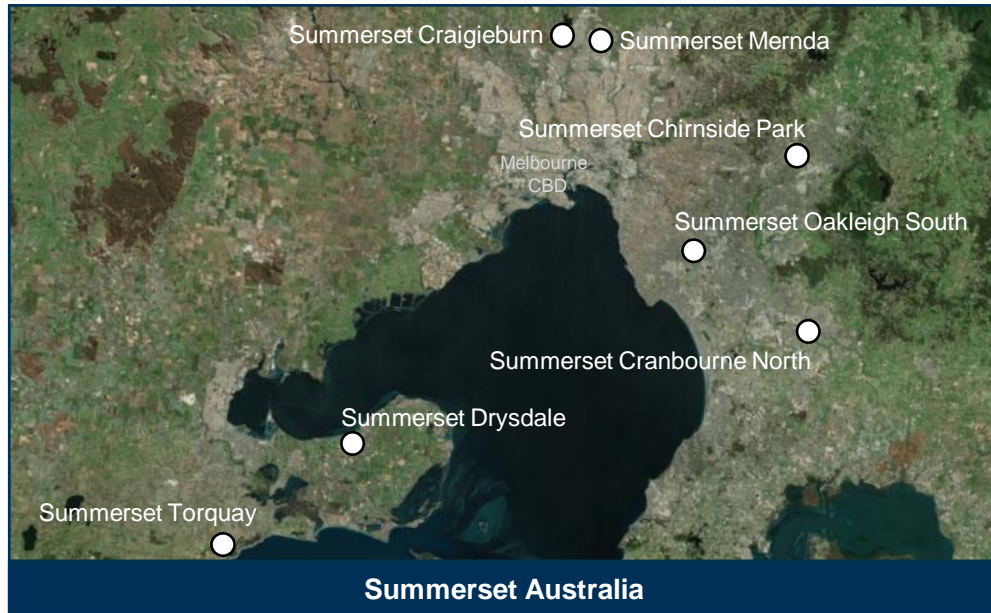 Summerset Craigieburn
Summerset Mernda
Summerset Chirnside Park
Melbourne
CBD
Summerset Oakleigh South
Summerset Cranbourne North
Summerset Drysdale
Summerset Torquay
Summerset Australia